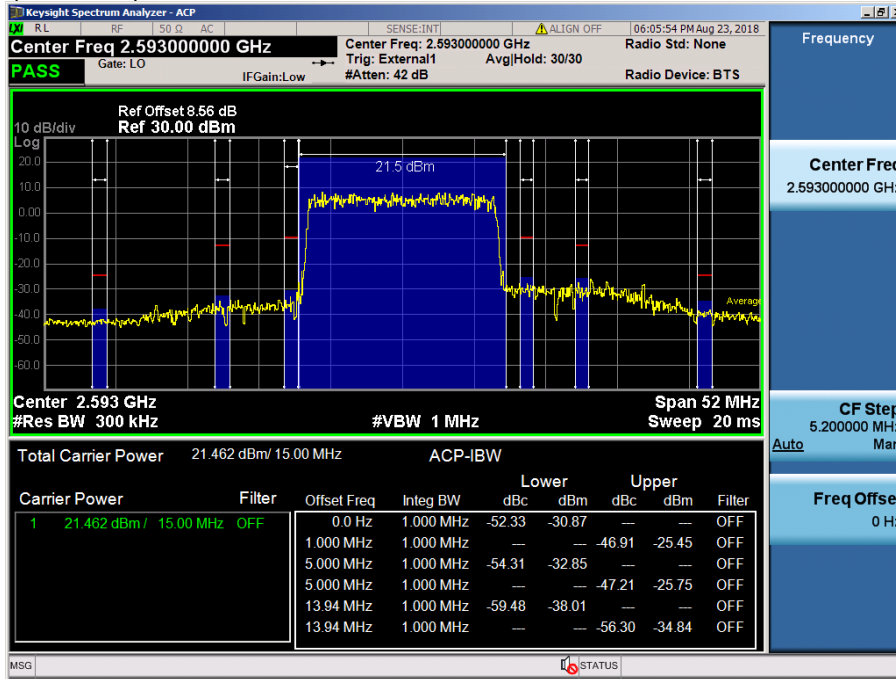 Keysight Spectrum Analyzer - ACP
LXI RL RF 50 Ω AC SENSE:INT ALIGN OFF 06:05:54 PM Aug 23, 2018
Center Freq 2.593000000 GHz
Center Freq: 2.593000000 GHz
Radio Std: None
Gate: LO
Trig: External1
Avg|Hold: 30/30
PASS
IFGain:Low
#Atten: 42 dB
Radio Device: BTS
Ref Offset 8.56 dB
10 dB/div Ref 30.00 dBm
Log
20.0
10.0
0.00
-10.0
-20.0
-30.0
-40.0
-50.0
-60.0
21.5 dBm
Average
Center 2.593 GHz Span 52 MHz
#Res BW 300 kHz #VBW 1 MHz Sweep 20 ms
Total Carrier Power 21.462 dBm/ 15.00 MHz ACP-IBW
Lower Upper
Carrier Power Filter Offset Freq Integ BW dBc dBm dBc dBm Filter
1 21.462 dBm / 15.00 MHz OFF 0.0 Hz 1.000 MHz -52.33 -30.87 --- --- OFF
1.000 MHz 1.000 MHz --- --- -46.91 -25.45 OFF
5.000 MHz 1.000 MHz -54.31 -32.85 --- --- OFF
5.000 MHz 1.000 MHz --- --- -47.21 -25.75 OFF
13.94 MHz 1.000 MHz -59.48 -38.01 --- --- OFF
13.94 MHz 1.000 MHz --- --- -56.30 -34.84 OFF
MSG STATUS
Frequency
Center Freq
2.593000000 GHz
CF Step
5.200000 MHz
Auto Man
Freq Offset
0 Hz